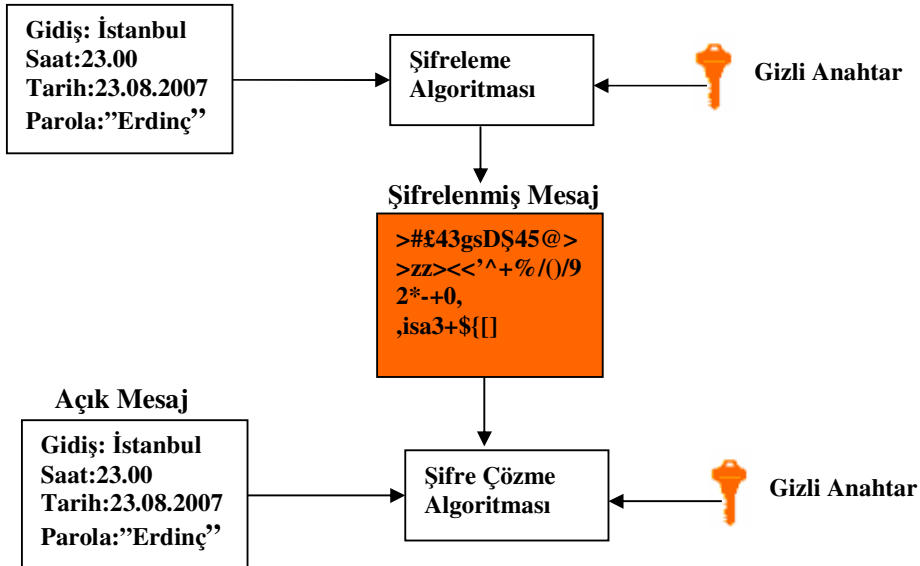 Gidiş: İstanbul
Saat:23.00
Tarih:23.08.2007
Parola:”Erdinç”
Şifreleme
Algoritması
Gizli Anahtar
Şifrelenmiş Mesaj
>#£43gsDŞ45@>
>zz><<’^+%/()/9
2*-+0,
,isa3+${[]
Açık Mesaj
Gidiş: İstanbul
Saat:23.00
Tarih:23.08.2007
Parola:”Erdinç”
Şifre Çözme
Algoritması
Gizli Anahtar